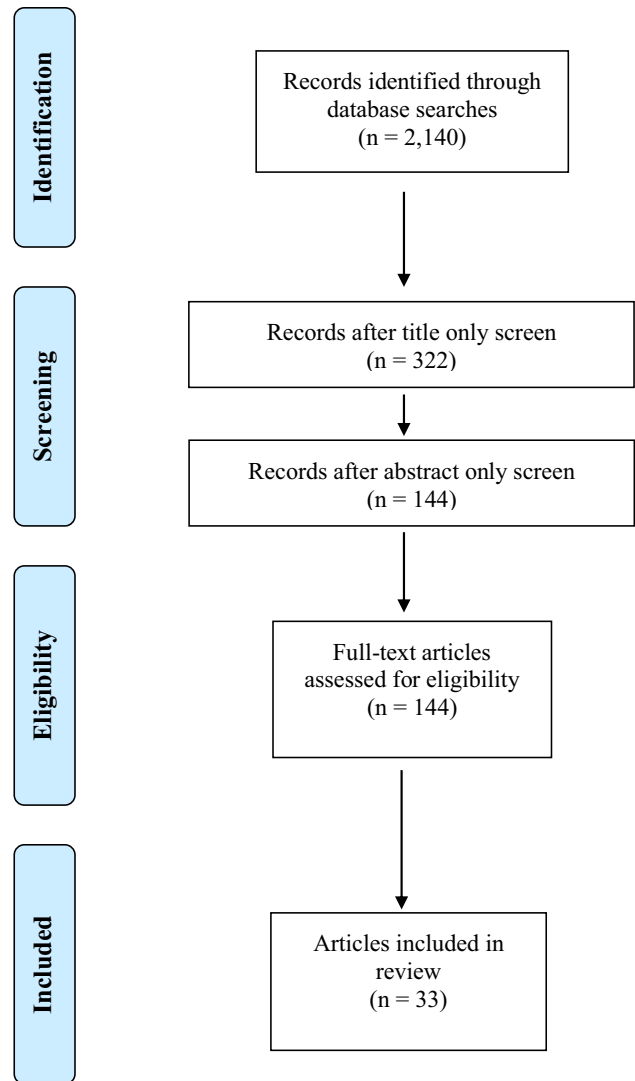 Identification
Records identified through
database searches
(n = 2,140)
Screening
Records after title only screen
(n = 322)
Records after abstract only screen
(n = 144)
Eligibility
Full-text articles
assessed for eligibility
(n = 144)
Included
Articles included in
review
(n = 33)